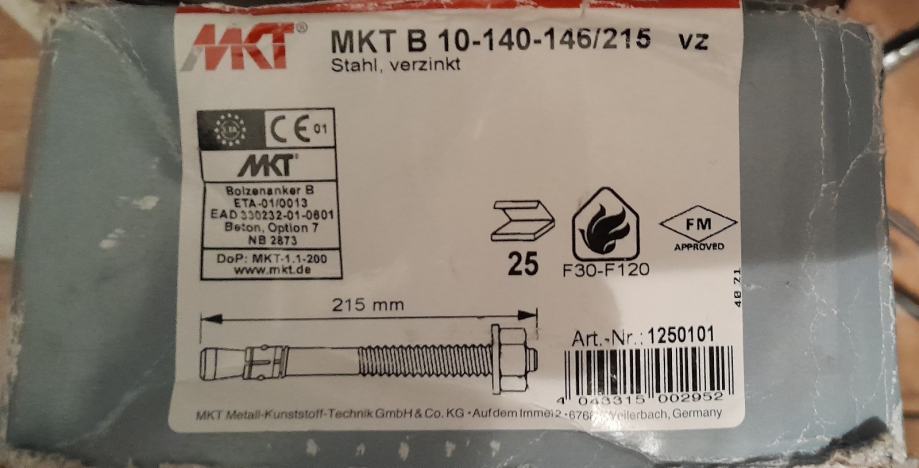 MKT® MKT B 10-140-146/215 VZ
Stahl, verzinkt
CE 01
MKT®
Bolzenanker B
ETA-01/0013
EAD 330232-01-0601
Beton, Option 7
NB 2873
DoP: MKT-1.1-200
www.mkt.de
25
F30-F120
FM
APPROVED
40 21
215 mm
Art.-Nr.: 1250101
4 043315 002952
MKT Metall-Kunststoff-Technik GmbH & Co. KG • Auf dem Immel 2 • Weilerbach, Germany